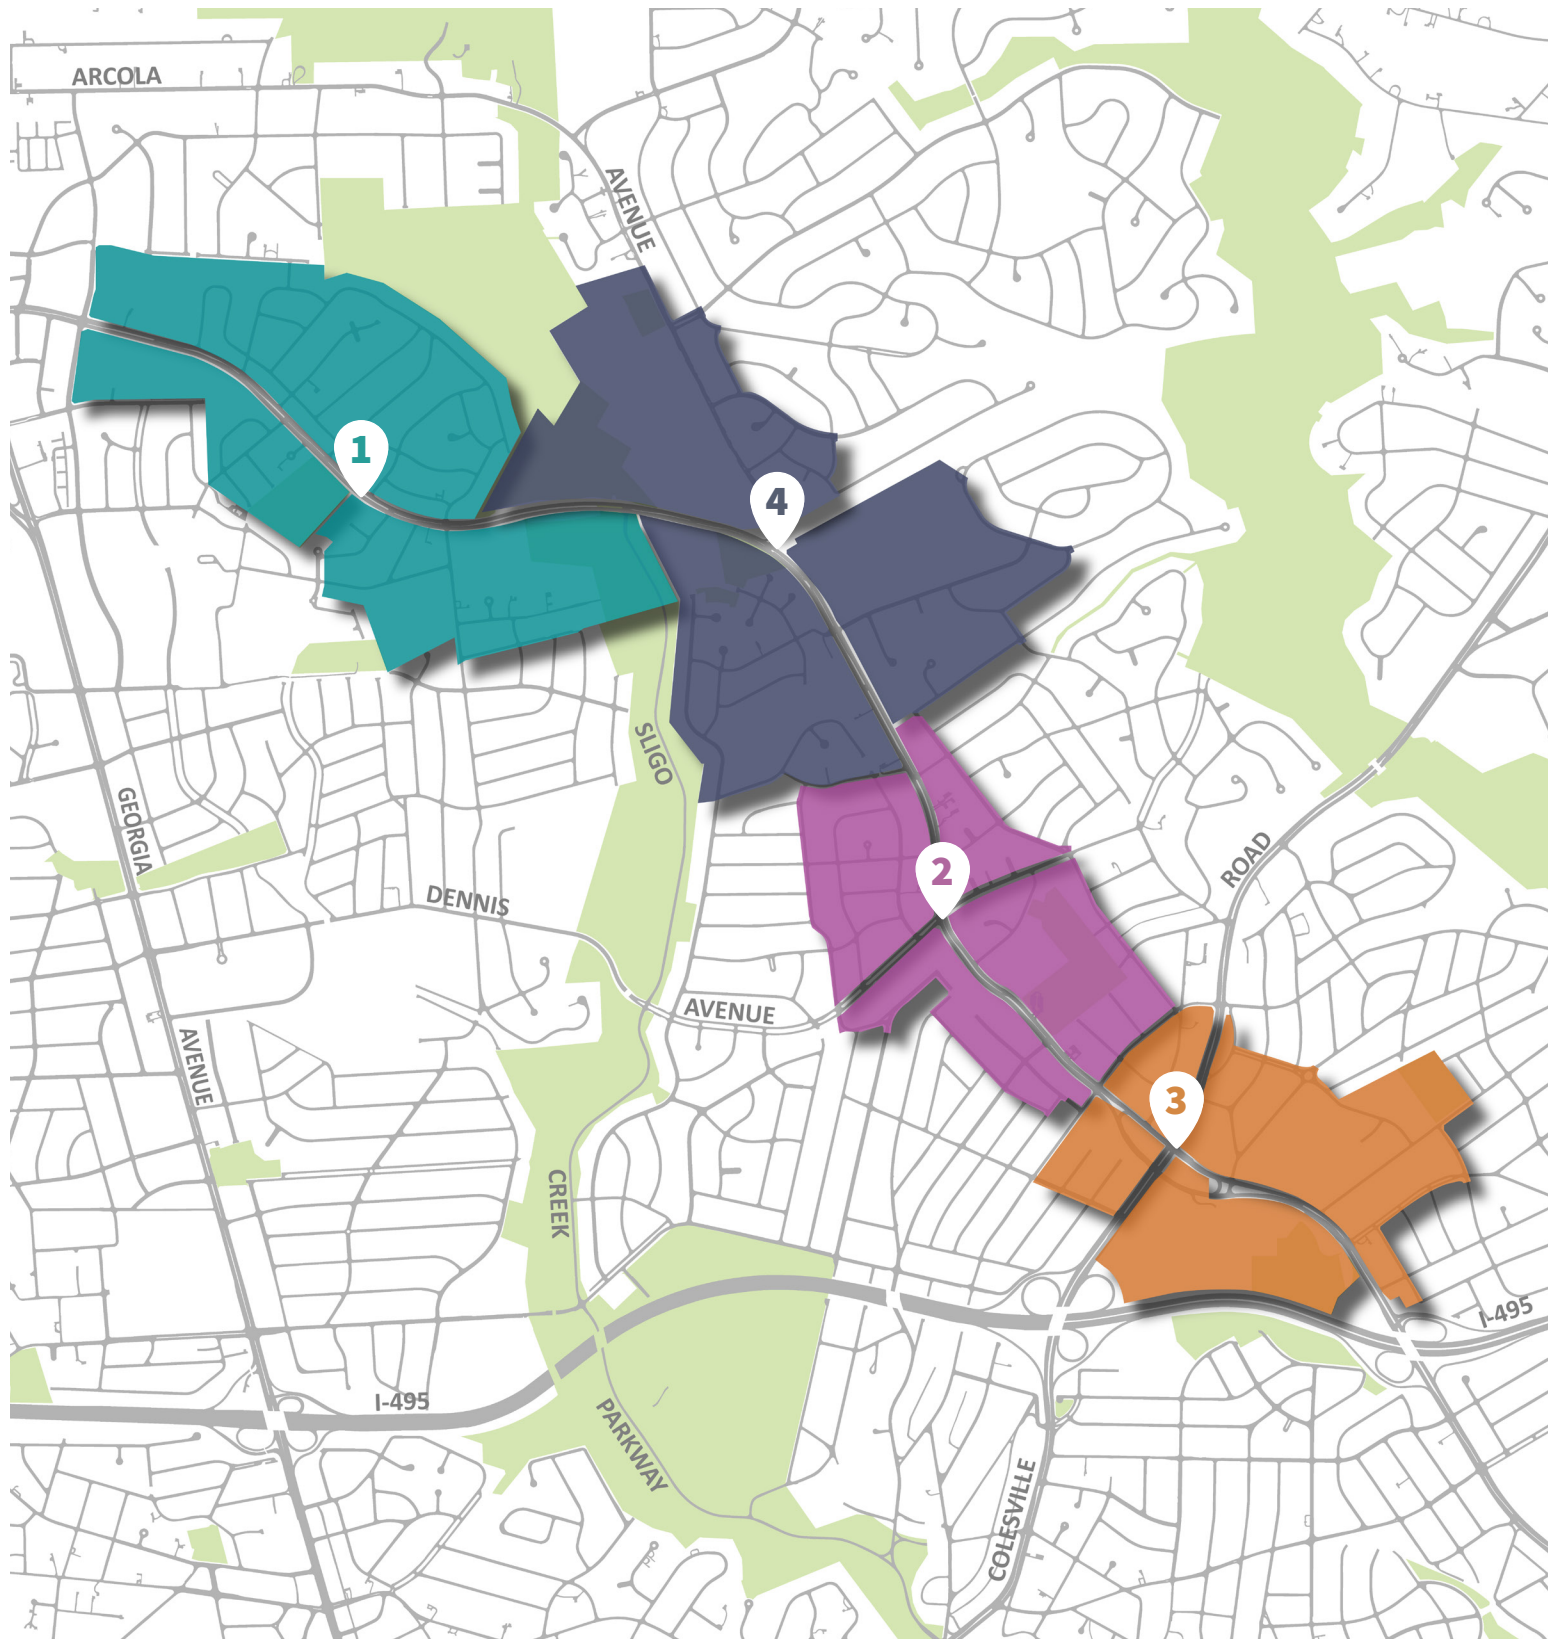 ARCOLA
AVENUE
1
4
SLIGO
GEORGIA
ROAD
2
DENNIS
AVENUE
AVENUE
3
CREEK
I-495
I-495
PARKWAY
COLESVILLE